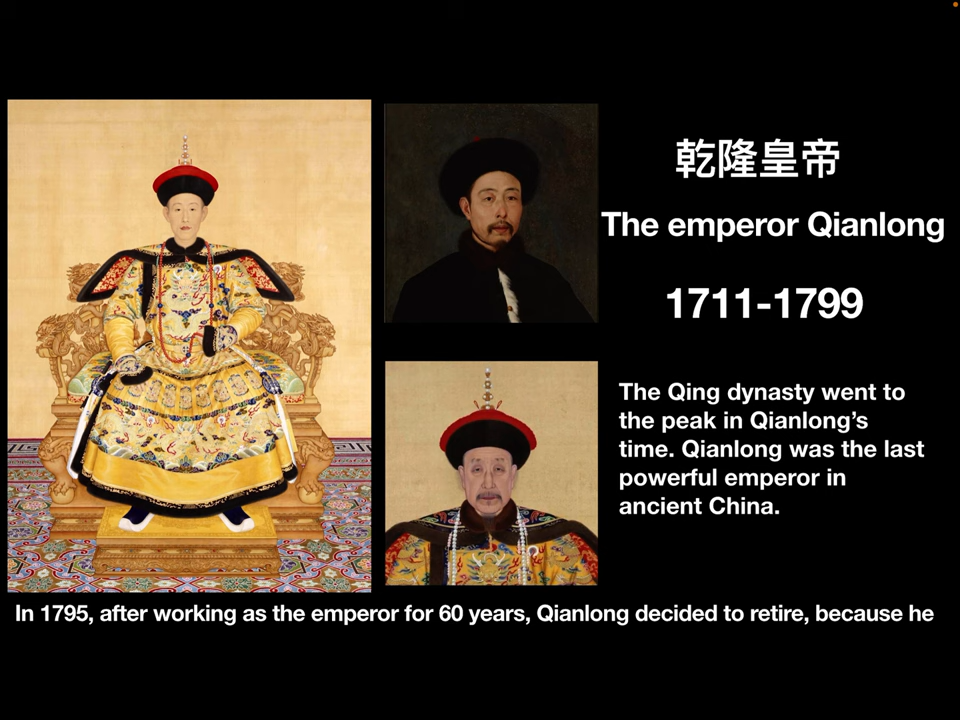 乾隆皇帝
The emperor Qianlong
1711-1799
The Qing dynasty went to
the peak in Qianlong’s
time. Qianlong was the last
powerful emperor in
ancient China.
In 1795, after working as the emperor for 60 years, Qianlong decided to retire, because he